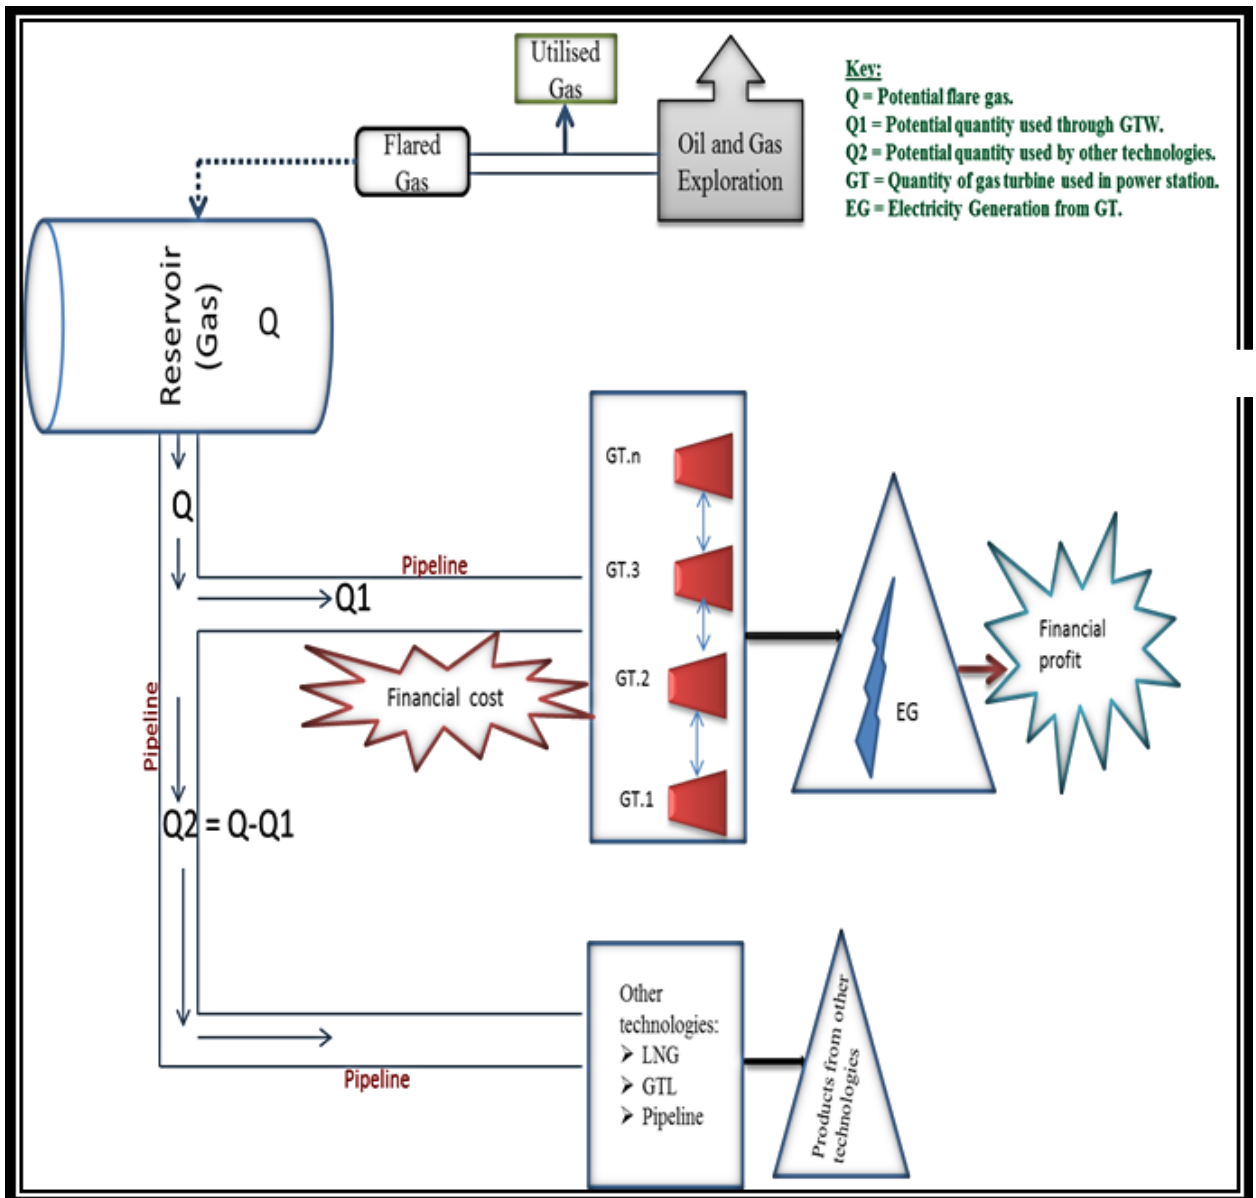 Utilised
Gas
Key:
Q = Potential flare gas.
Q1 = Potential quantity used through GTW.
Q2 = Potential quantity used by other technologies.
GT = Quantity of gas turbine used in power station.
EG = Electricity Generation from GT.
Flared
Gas
Oil and Gas
Exploration
Reservoir
(Gas)
Q
Q
Pipeline
Q1
GT.n
GT.3
GT.2
GT.1
Financial cost
EG
Financial
profit
Pipeline
Q2 = Q-Q1
Other
technologies:
➢ LNG
➢ GTL
➢ Pipeline
Products from other
technologies
Pipeline